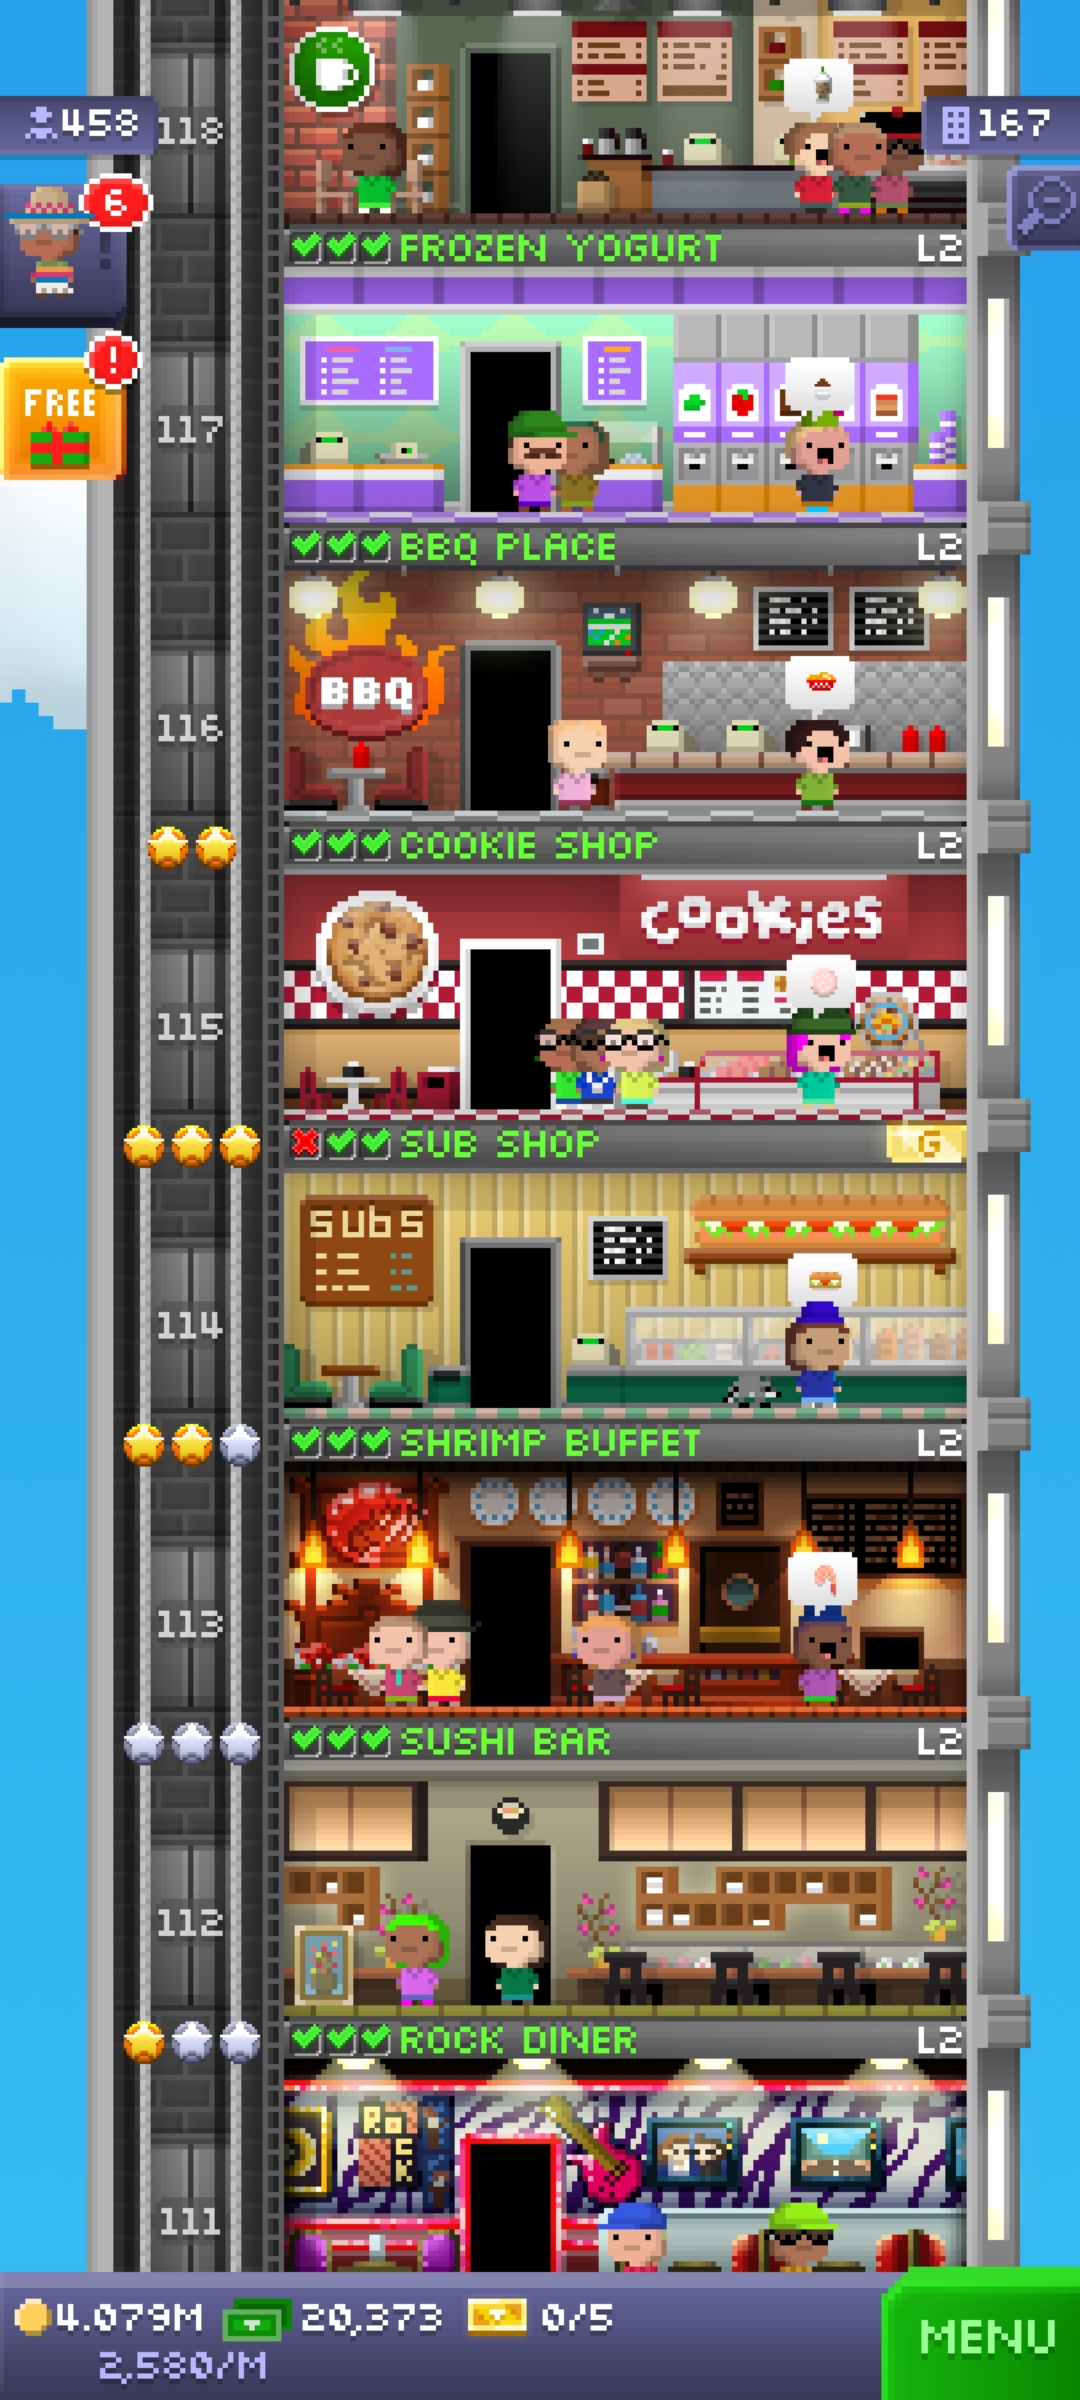 458
118
167
6
FROZEN YOGURT L2
FREE
!
117
BBQ PLACE L2
BBQ
116
COOKIE SHOP L2
cookies
115
SUB SHOP G
SUBS
114
SHRIMP BUFFET L2
113
SUSHI BAR L2
112
ROCK DINER L2
ROCK
111
4.079M 20,373 0/5
2,580/M
MENU